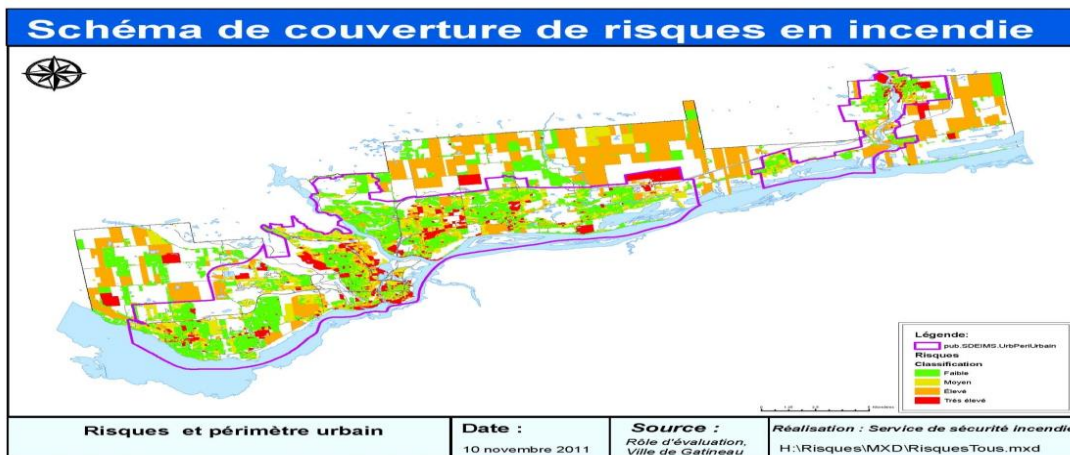 Schéma de couverture de risques en incendie
Légende:
pub.SDEIMS.UrbPeriUrbain
Risques
Classification
Faible
Moyen
Élevé
Très élevé
Risques et périmètre urbain
Date :
10 novembre 2011
Source :
Rôle d'évaluation,
Ville de Gatineau
Réalisation : Service de sécurité incendie
H:\Risques\MXD\RisquesTous.mxd